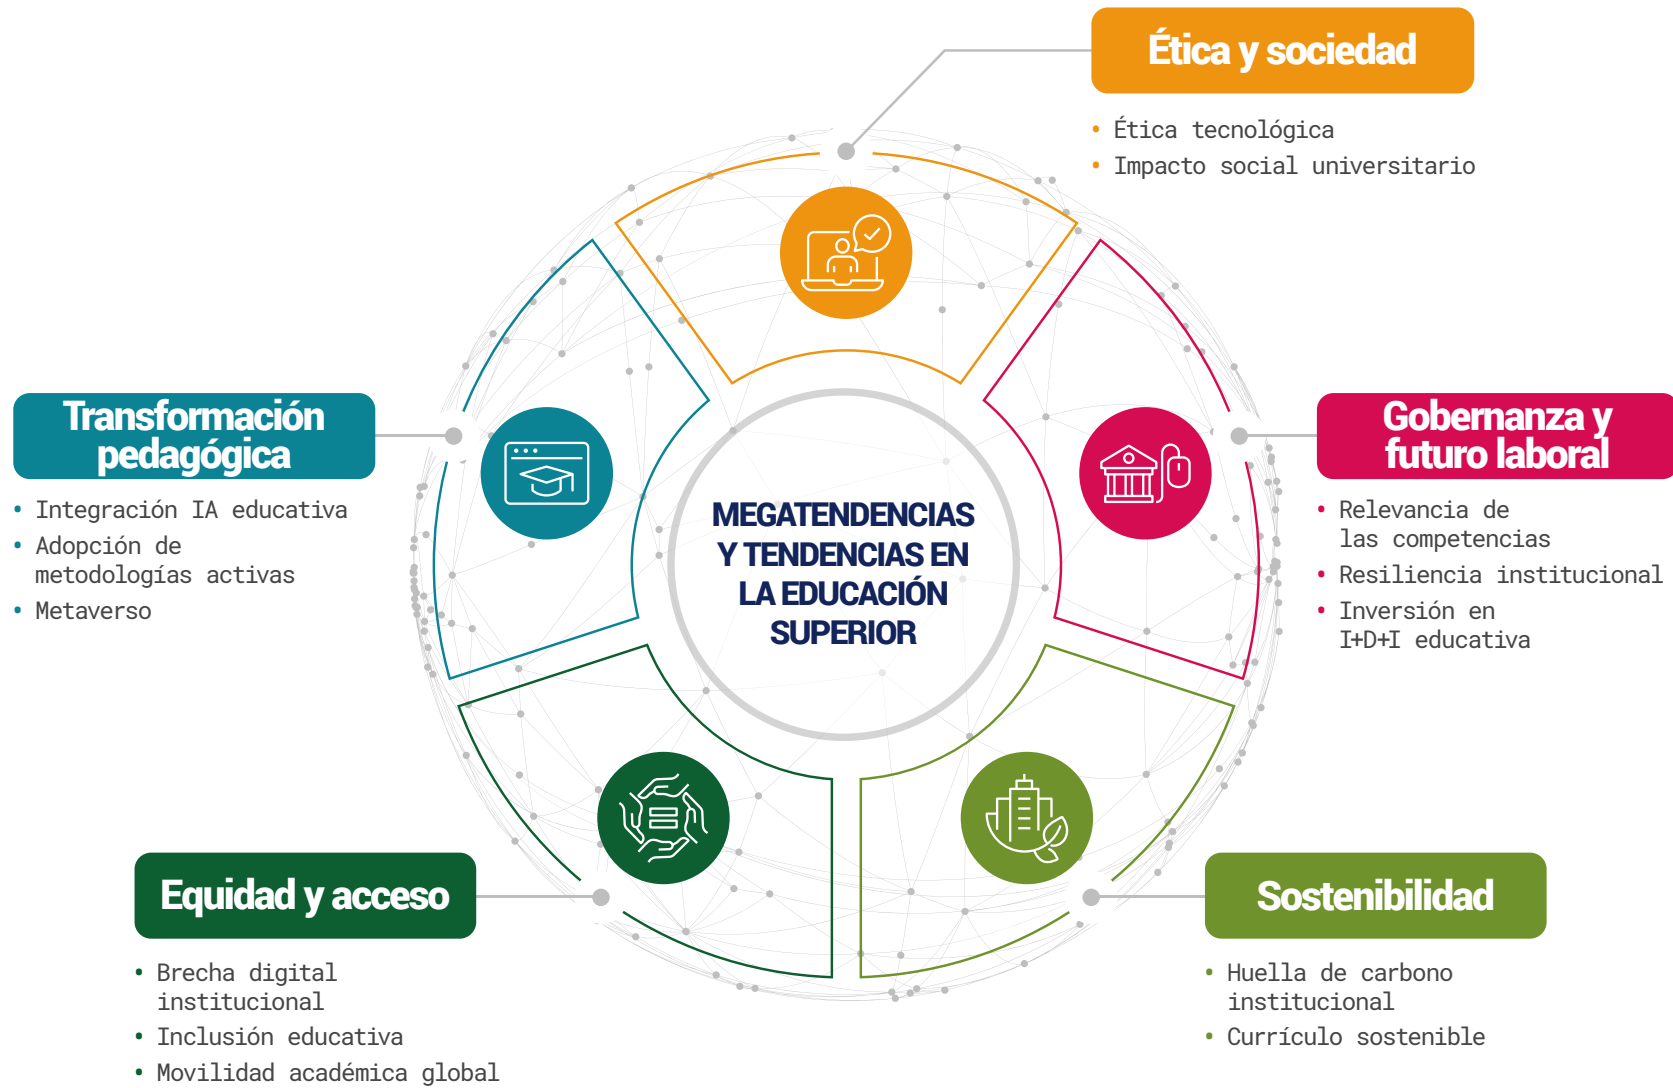 Ética y sociedad
• Ética tecnológica
• Impacto social universitario
Transformación
pedagógica
• Integración IA educativa
• Adopción de
metodologías activas
• Metaverso
MEGATENDENCIAS
Y TENDENCIAS EN
LA EDUCACIÓN
SUPERIOR
Gobernanza y
futuro laboral
• Relevancia de
las competencias
• Resiliencia institucional
• Inversión en
I+D+I educativa
Equidad y acceso
• Brecha digital
institucional
• Inclusión educativa
• Movilidad académica global
Sostenibilidad
• Huella de carbono
institucional
• Currículo sostenible